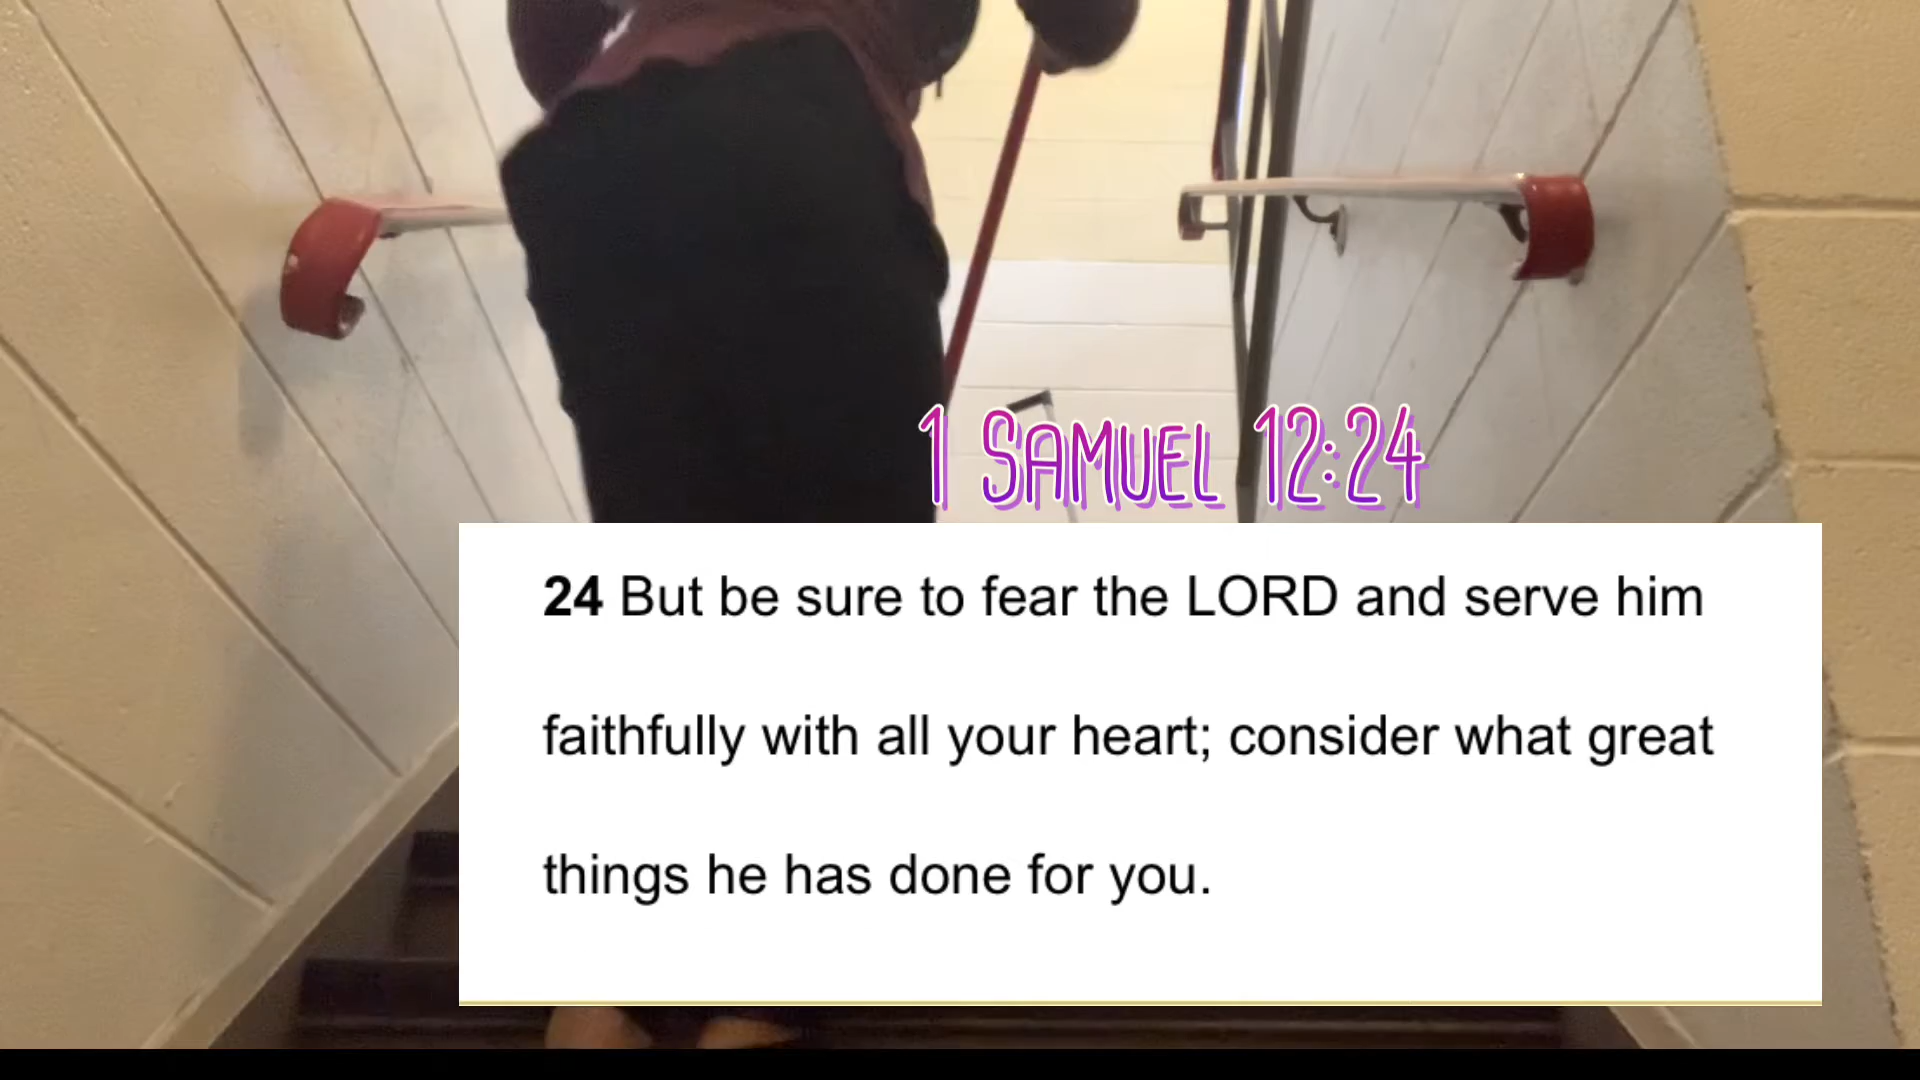 1 SAMUEL 12:24
24 But be sure to fear the LORD and serve him
faithfully with all your heart; consider what great
things he has done for you.